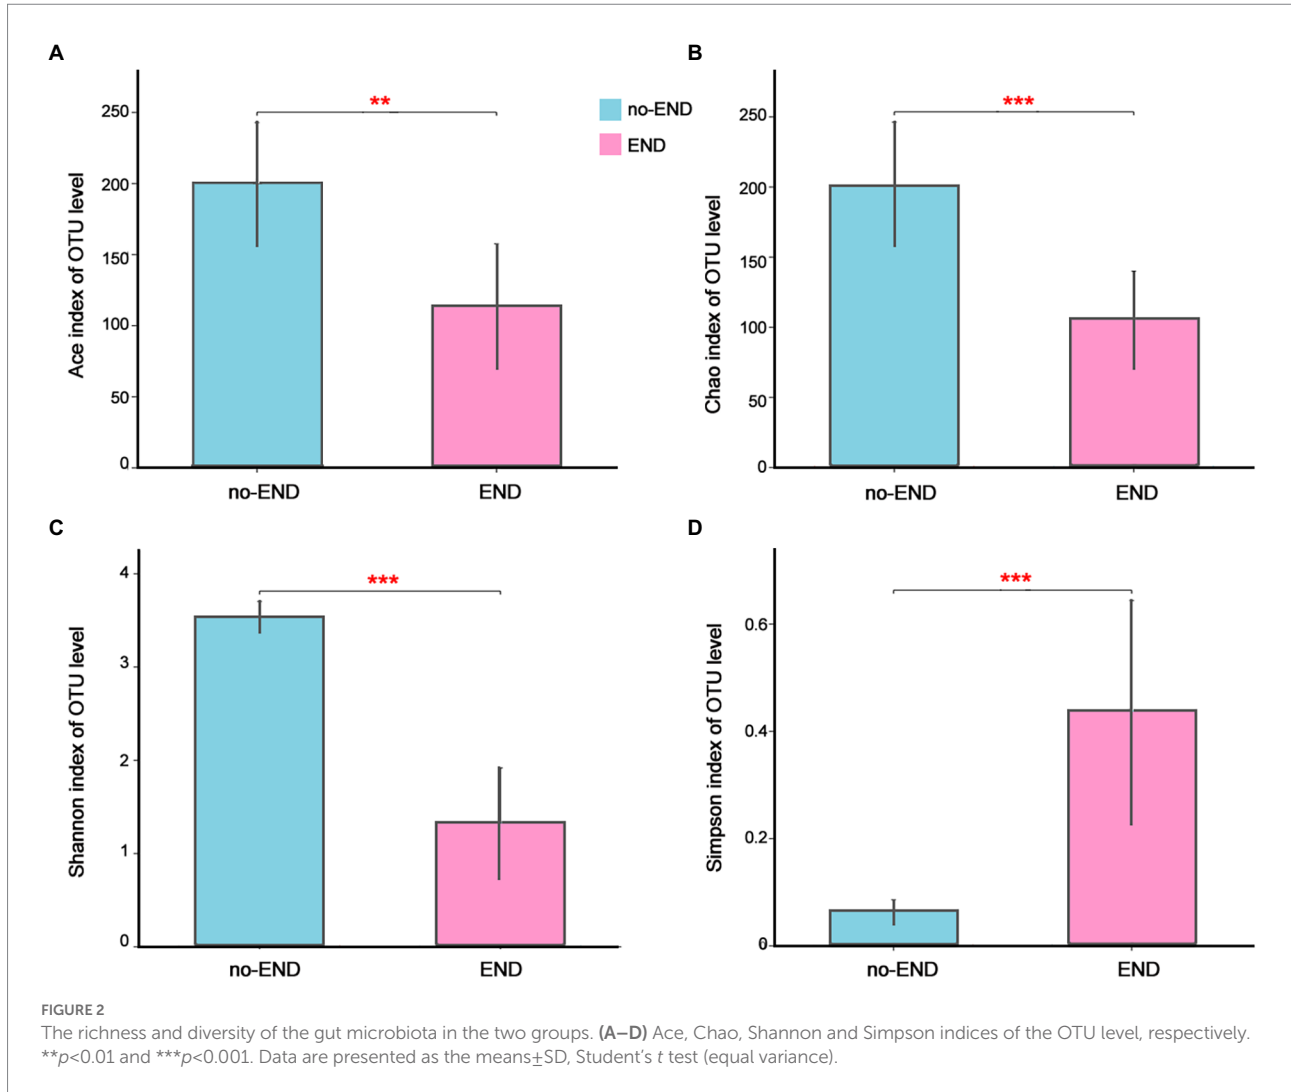 A
**
no-END
END
Ace index of OTU level
250
200
150
100
50
0
no-END
END
B
***
Chao index of OTU level
250
200
150
100
50
0
no-END
END
C
***
Shannon index of OTU level
4
3
2
1
0
no-END
END
D
***
Simpson index of OTU level
0.6
0.4
0.2
0
no-END
END
FIGURE 2
The richness and diversity of the gut microbiota in the two groups. (A–D) Ace, Chao, Shannon and Simpson indices of the OTU level, respectively.
**p<0.01 and ***p<0.001. Data are presented as the means±SD, Student's t test (equal variance).